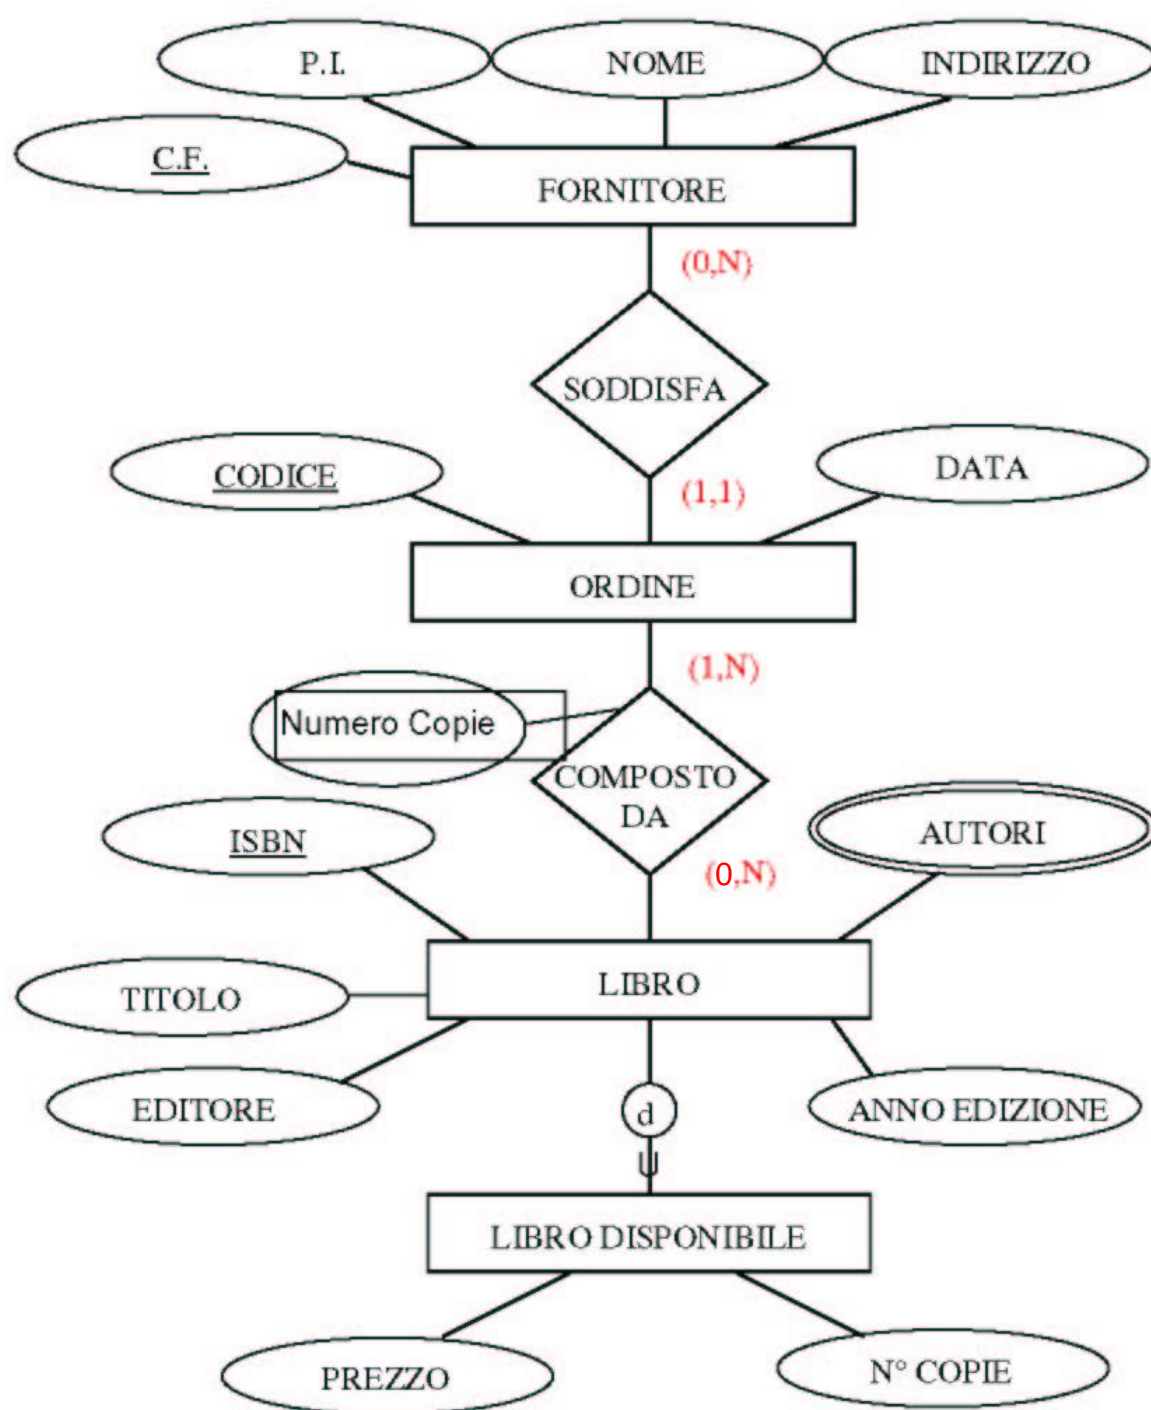 P.I.
NOME
INDIRIZZO
C.F.
FORNITORE
(0,N)
SODDISFA
CODICE
DATA
(1,1)
ORDINE
(1,N)
Numero Copie
COMPOSTO
DA
ISBN
AUTORI
(0,N)
TITOLO
LIBRO
EDITORE
d
ANNO EDIZIONE
U
LIBRO DISPONIBILE
PREZZO
N° COPIE